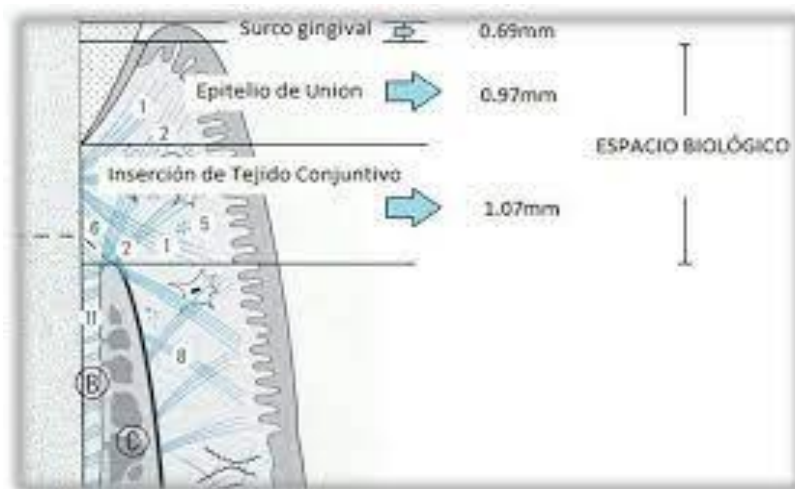 Surco gingival 0.69mm
Epitelio de Union 0.97mm
ESPACIO BIOLÓGICO
Inserción de Tejido Conjuntivo
1.07mm
1
2
6
2
1
5
11
8
B
C